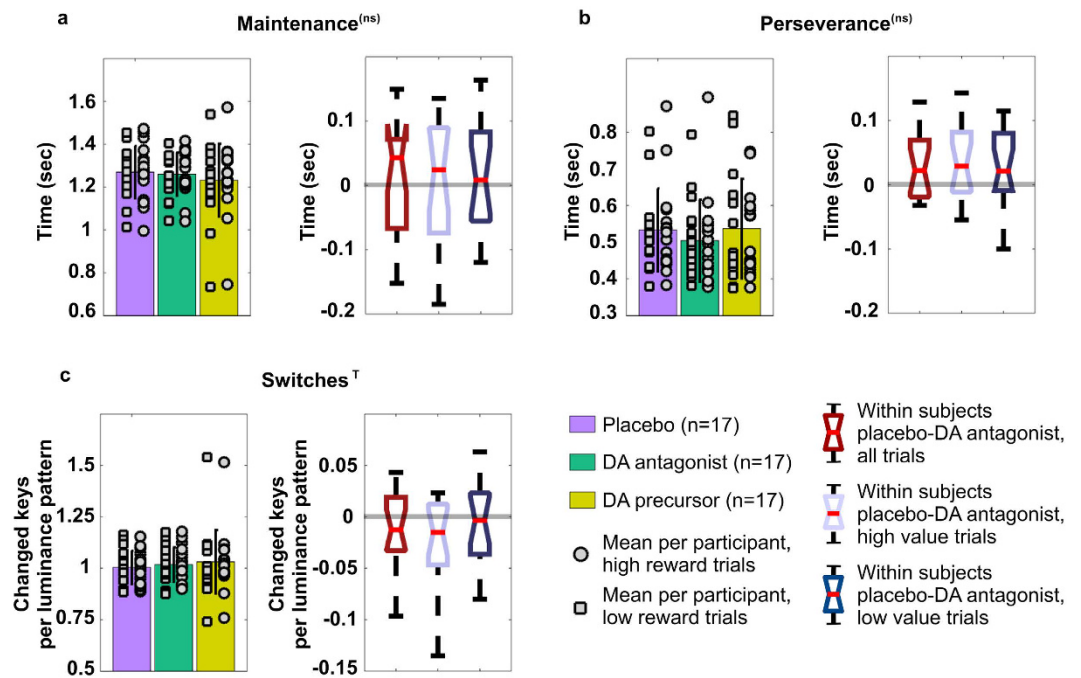 a
Maintenance(ns)
Time (sec)
1.6
1.4
1.2
1
0.8
0.6
Time (sec)
0.1
0
-0.1
-0.2
b
Perseverance(ns)
Time (sec)
0.8
0.7
0.6
0.5
0.4
0.3
Time (sec)
0.1
0
-0.1
-0.2
c
Switches T
Changed keys
per luminance pattern
1.5
1.25
1
0.75
0.5
Changed keys
per luminance pattern
0.05
0
-0.05
-0.1
-0.15
Placebo (n=17)
DA antagonist (n=17)
DA precursor (n=17)
Mean per participant,
high reward trials
Mean per participant,
low reward trials
Within subjects
placebo-DA antagonist,
all trials
Within subjects
placebo-DA antagonist,
high value trials
Within subjects
placebo-DA antagonist,
low value trials